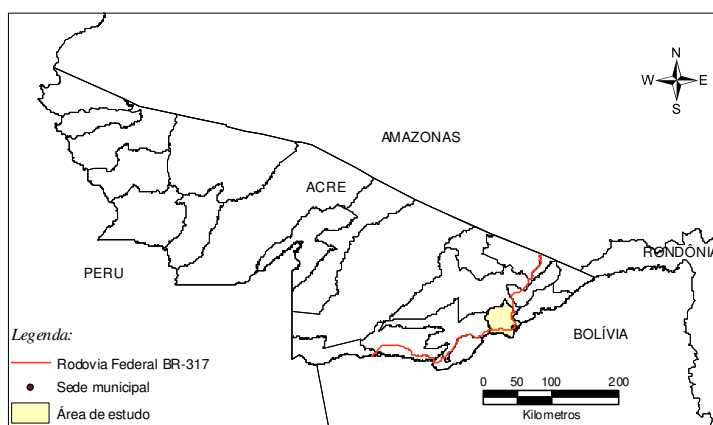 N
W E
S
AMAZONAS
ACRE
RONDÔNIA
PERU
BOLÍVIA
Legenda:
Rodovia Federal BR-317
Sede municipal
Área de estudo
0 50 100 200
Kilometros